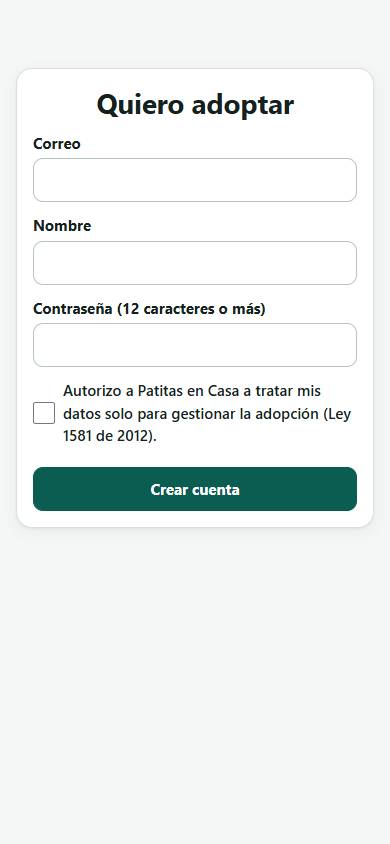 Quiero adoptar
Correo
Nombre
Contraseña (12 caracteres o más)
Autorizo a Patitas en Casa a tratar mis
datos solo para gestionar la adopción (Ley
1581 de 2012).
Crear cuenta